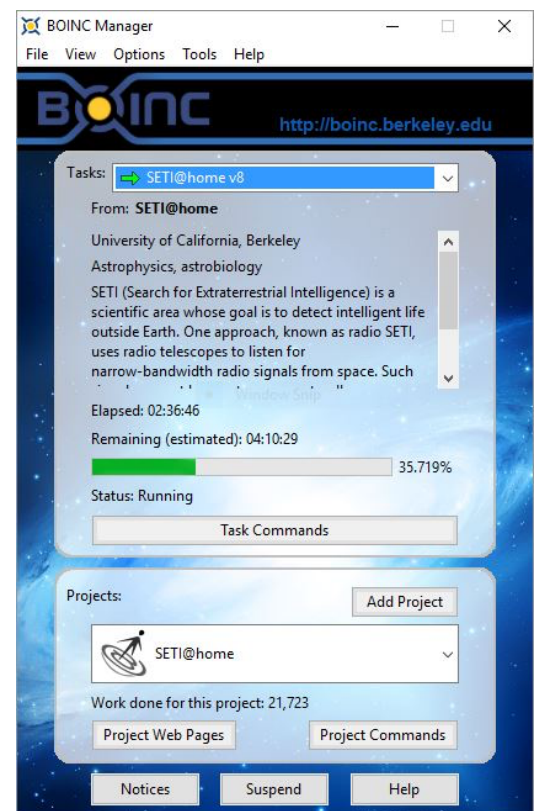 BOINC Manager
File View Options Tools Help
BOINC
http://boinc.berkeley.edu
Tasks: SETI@home v8
From: SETI@home
University of California, Berkeley
Astrophysics, astrobiology
SETI (Search for Extraterrestrial Intelligence) is a
scientific area whose goal is to detect intelligent life
outside Earth. One approach, known as radio SETI,
uses radio telescopes to listen for
narrow-bandwidth radio signals from space. Such
Window Snip
Elapsed: 02:36:46
Remaining (estimated): 04:10:29
35.719%
Status: Running
Task Commands
Projects:
Add Project
SETI@home
Work done for this project: 21,723
Project Web Pages Project Commands
Notices Suspend Help